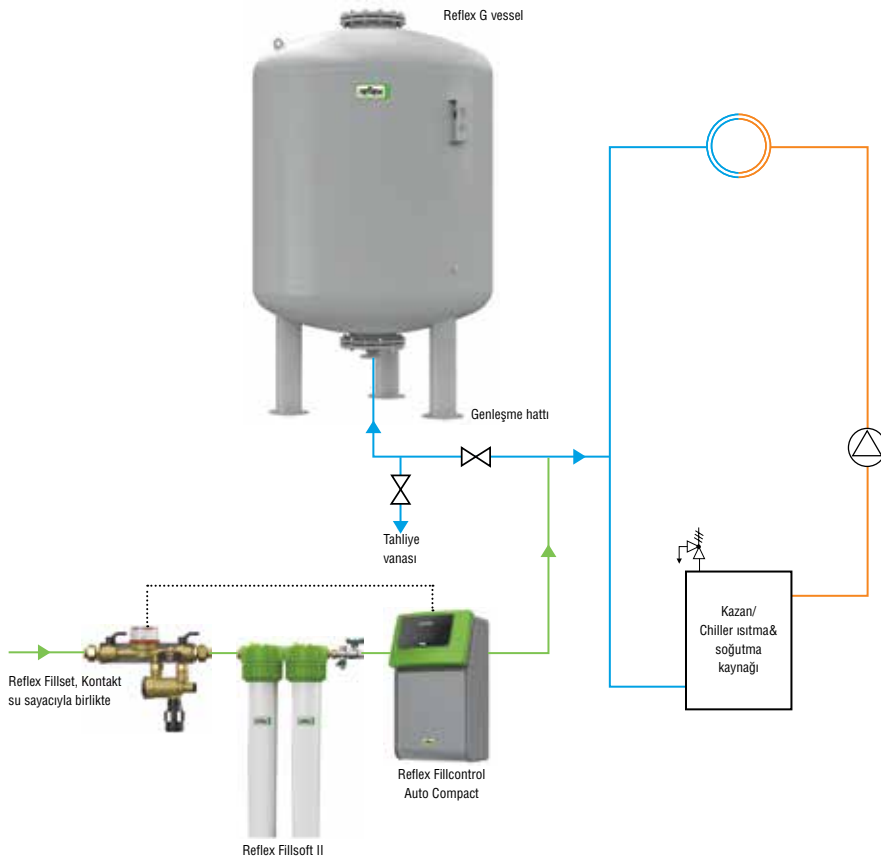 Reflex G vessel
reflex
Genleşme hattı
Tahliye
vanası
Kazan/
Chiller ısıtma&
soğutma
kaynağı
Reflex Fillset, Kontakt
su sayacıyla birlikte
Reflex Fillcontrol
Auto Compact
Reflex Fillsoft II